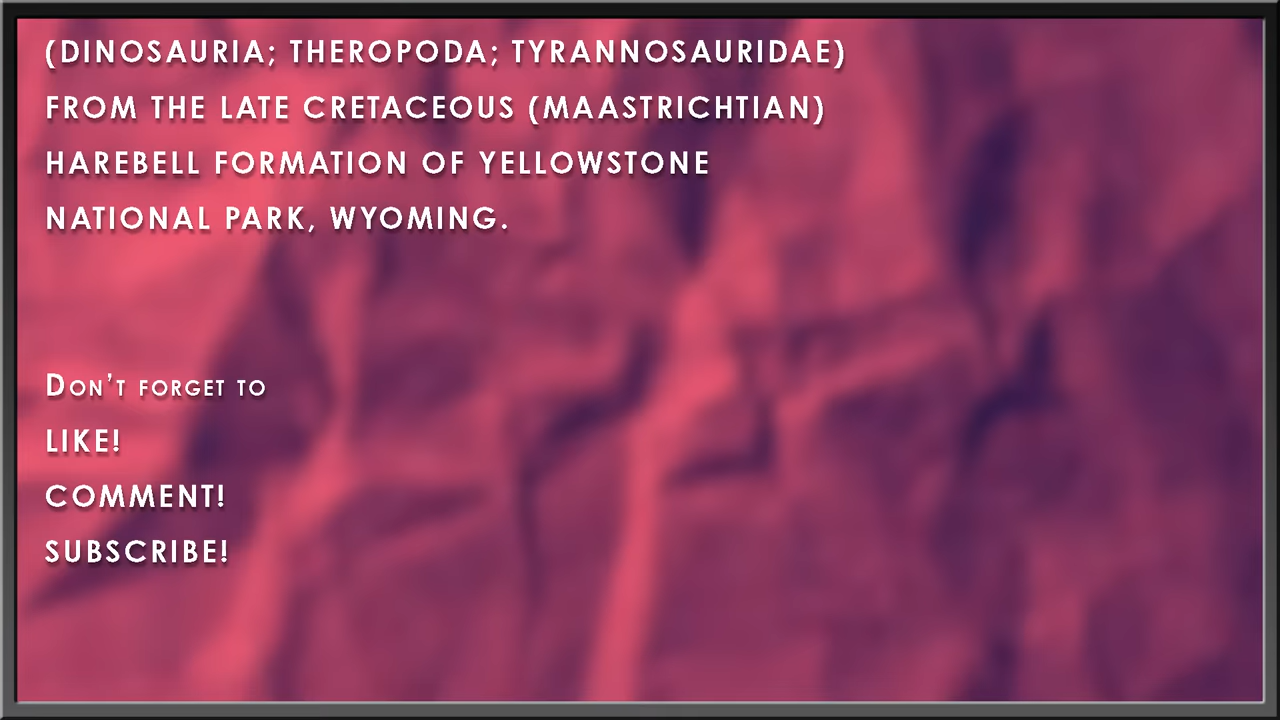 (DINOSAURIA; THEROPODA; TYRANNOSAURIDAE)
FROM THE LATE CRETACEOUS (MAASTRICHTIAN)
HAREBELL FORMATION OF YELLOWSTONE
NATIONAL PARK, WYOMING.
DON'T FORGET TO
LIKE!
COMMENT!
SUBSCRIBE!